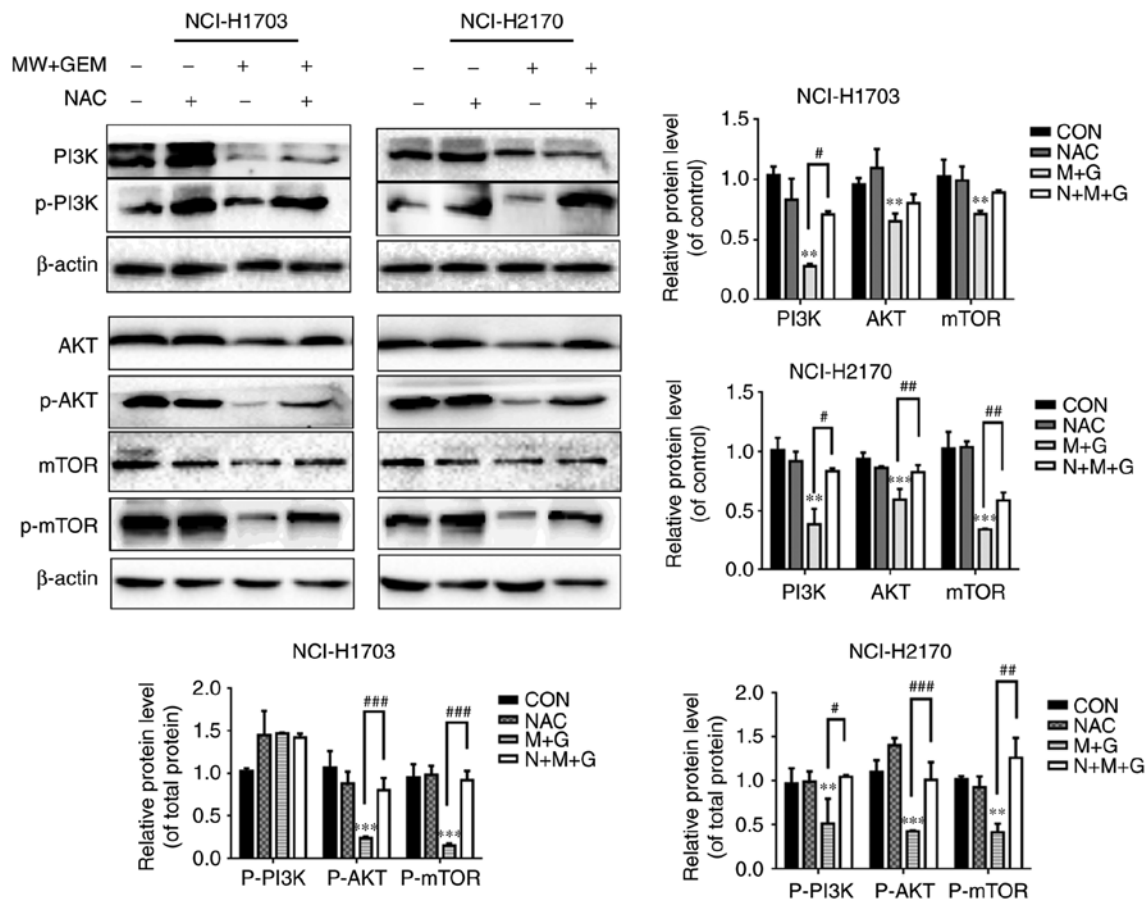 NCI-H1703 NCI-H2170
MW+GEM – – + + – – + +
NAC – + – + – + – +
PI3K
p-PI3K
β-actin
AKT
p-AKT
mTOR
p-mTOR
β-actin
NCI-H1703
Relative protein level
(of control)
1.5
1.0
0.5
0.0
**
#
**
**
PI3K AKT mTOR
CON
NAC
M+G
N+M+G
NCI-H2170
Relative protein level
(of control)
1.5
1.0
0.5
0.0
**
#
***
##
***
##
PI3K AKT mTOR
CON
NAC
M+G
N+M+G
NCI-H1703
Relative protein level
(of total protein)
2.0
1.5
1.0
0.5
0.0
***
###
***
###
P-PI3K P-AKT P-mTOR
CON
NAC
M+G
N+M+G
NCI-H2170
Relative protein level
(of total protein)
2.0
1.5
1.0
0.5
0.0
**
#
***
###
**
##
P-PI3K P-AKT P-mTOR
CON
NAC
M+G
N+M+G